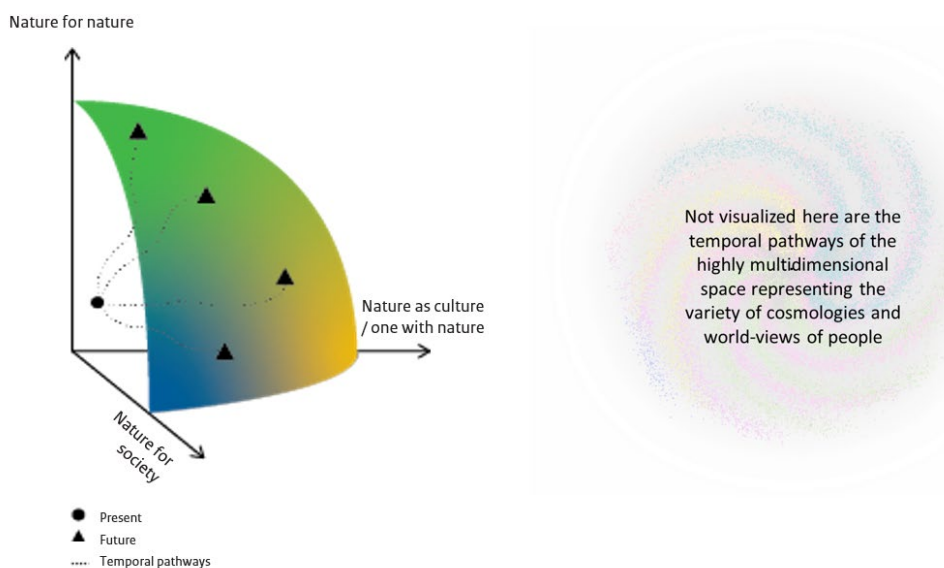 Nature for nature
Nature as culture
/ one with nature
Nature for
society
Present
Future
Temporal pathways
Not visualized here are the
temporal pathways of the
highly multidimensional
space representing the
variety of cosmologies and
world-views of people